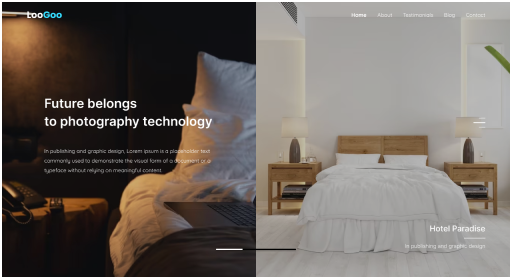 LooGoo
Home About Testimonials Blog Contact
Future belongs
to photography technology
In publishing and graphic design, Lorem ipsum is a placeholder text
commonly used to demonstrate the visual form of a document or a
typeface without relying on meaningful content.
Hotel Paradise
In publishing and graphic design